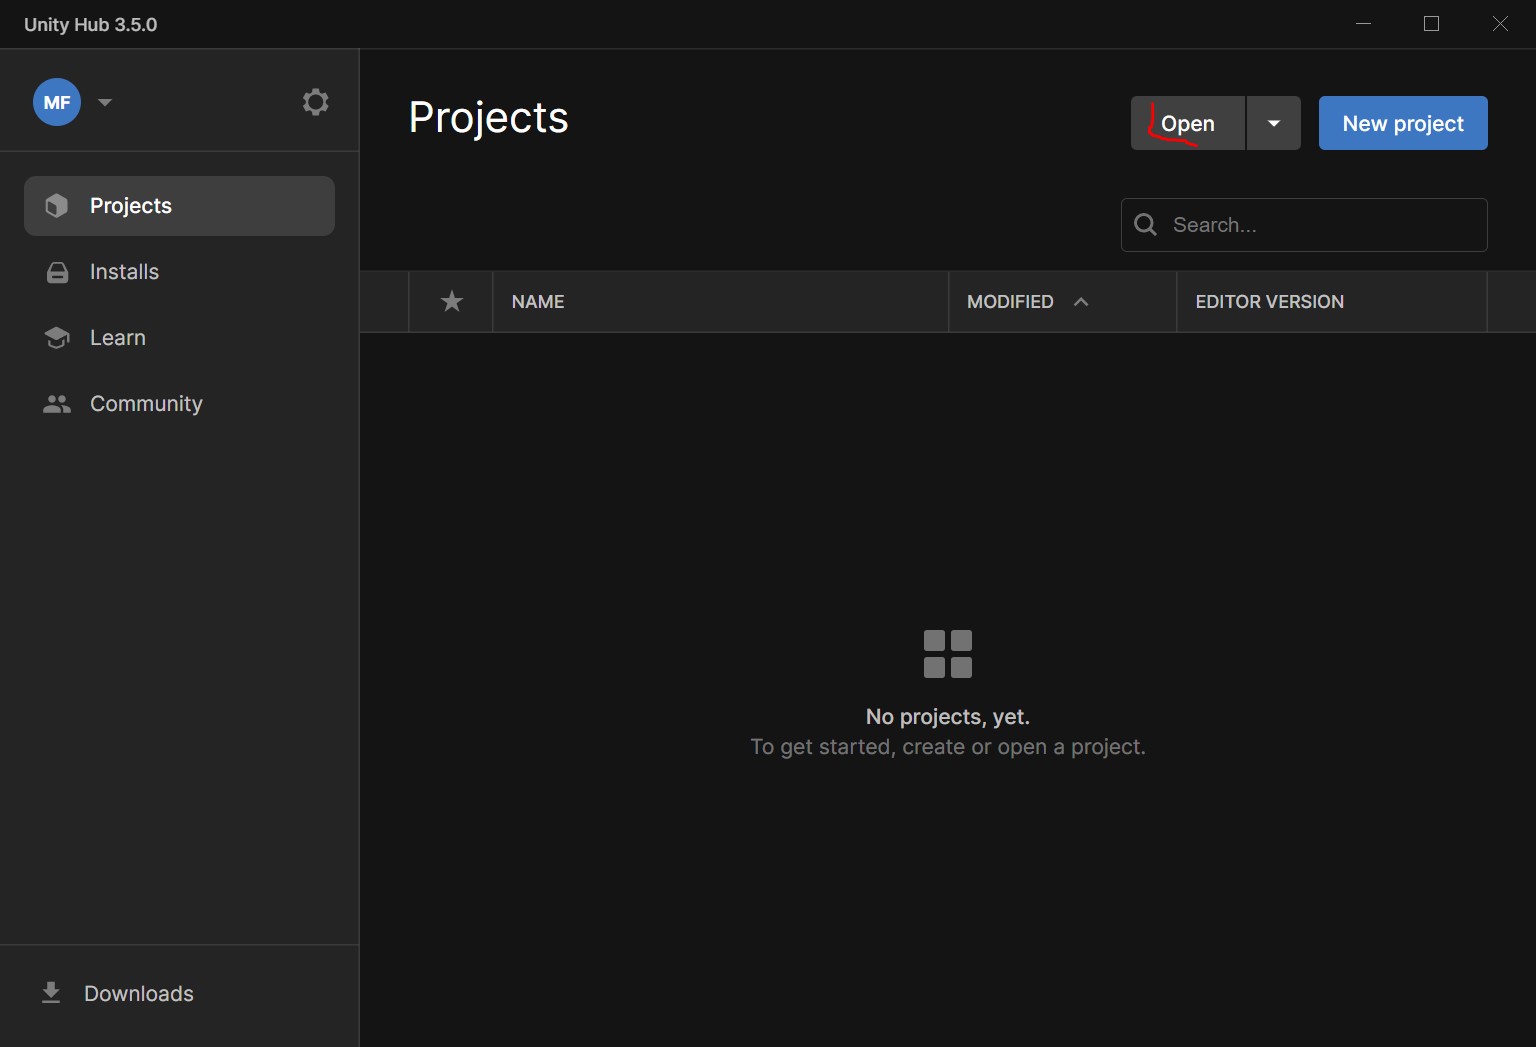 Unity Hub 3.5.0
MF
Projects
Installs
Learn
Community
Downloads
Projects
Open
New project
Search...
NAME
MODIFIED
EDITOR VERSION
No projects, yet.
To get started, create or open a project.